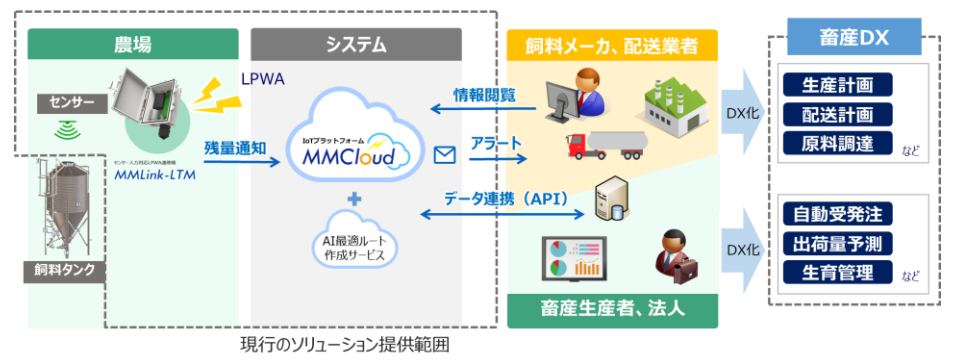 農場
センサー
LPWA
残量通知
センサー入力対応LPWA通信機
MMLink-LTM
飼料タンク
システム
IoTプラットフォーム
MMCloud
+
AI最適ルート
作成サービス
現行のソリューション提供範囲
飼料メーカ、配送業者
情報閲覧
アラート
データ連携（API）
畜産生産者、法人
DX化
DX化
畜産DX
生産計画
配送計画
原料調達
など
自動受発注
出荷量予測
生育管理
など